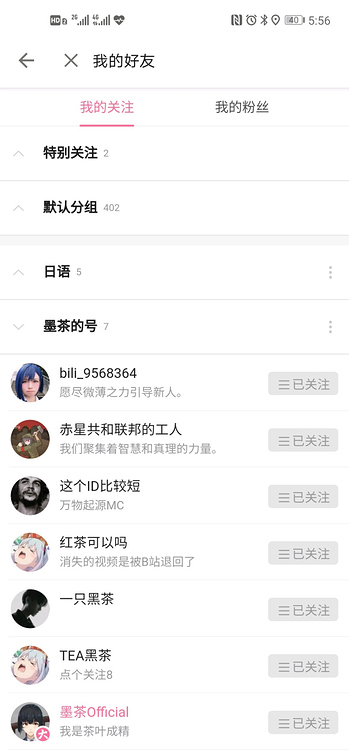 HD 2G 4G 40 5:56
我的好友
我的关注 我的粉丝
特别关注 2
默认分组 402
日语 5
墨茶的号 7
bili_9568364
愿尽微薄之力引导新人。
已关注
赤星共和联邦的工人
我们聚集着智慧和真理的力量。
已关注
这个ID比较短
万物起源MC
已关注
红茶可以吗
消失的视频是被B站退回了
已关注
一只黑茶
已关注
TEA黑茶
点个关注8
已关注
墨茶Official
我是茶叶成精
已关注
大